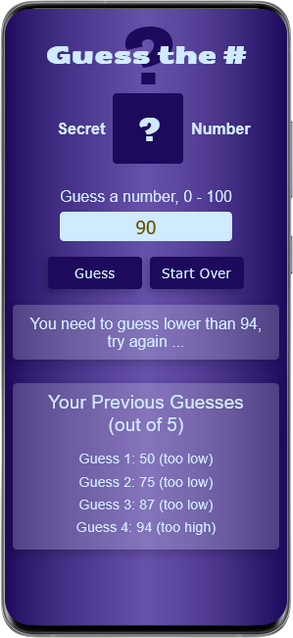 ?
Guess the #
Secret ? Number
Guess a number, 0 - 100
90
Guess Start Over
You need to guess lower than 94,
try again ...
Your Previous Guesses
(out of 5)
Guess 1: 50 (too low)
Guess 2: 75 (too low)
Guess 3: 87 (too low)
Guess 4: 94 (too high)